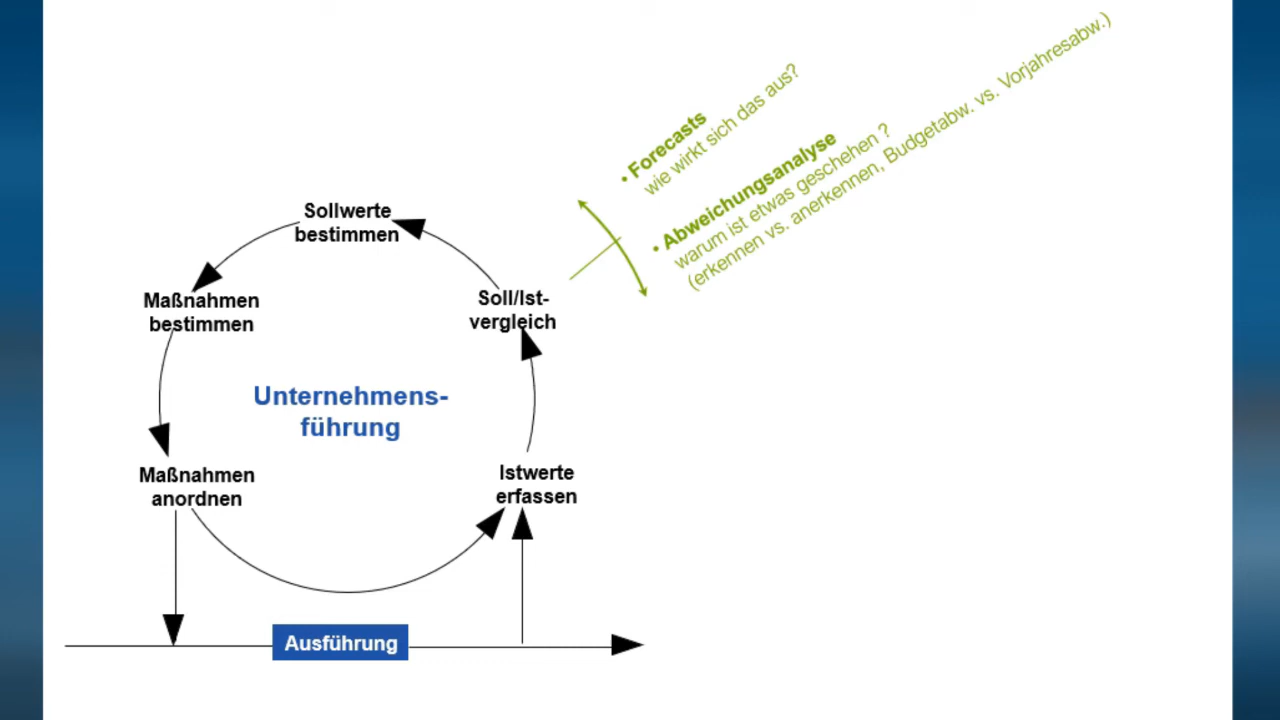 • Forecasts
wie wirkt sich das aus?
• Abweichungsanalyse
warum ist etwas geschehen ?
(erkennen vs. anerkennen, Budgetabw. vs. Vorjahresabw.)
Sollwerte
bestimmen
Maßnahmen
bestimmen
Soll/Ist-
vergleich
Unternehmens-
führung
Maßnahmen
anordnen
Istwerte
erfassen
Ausführung